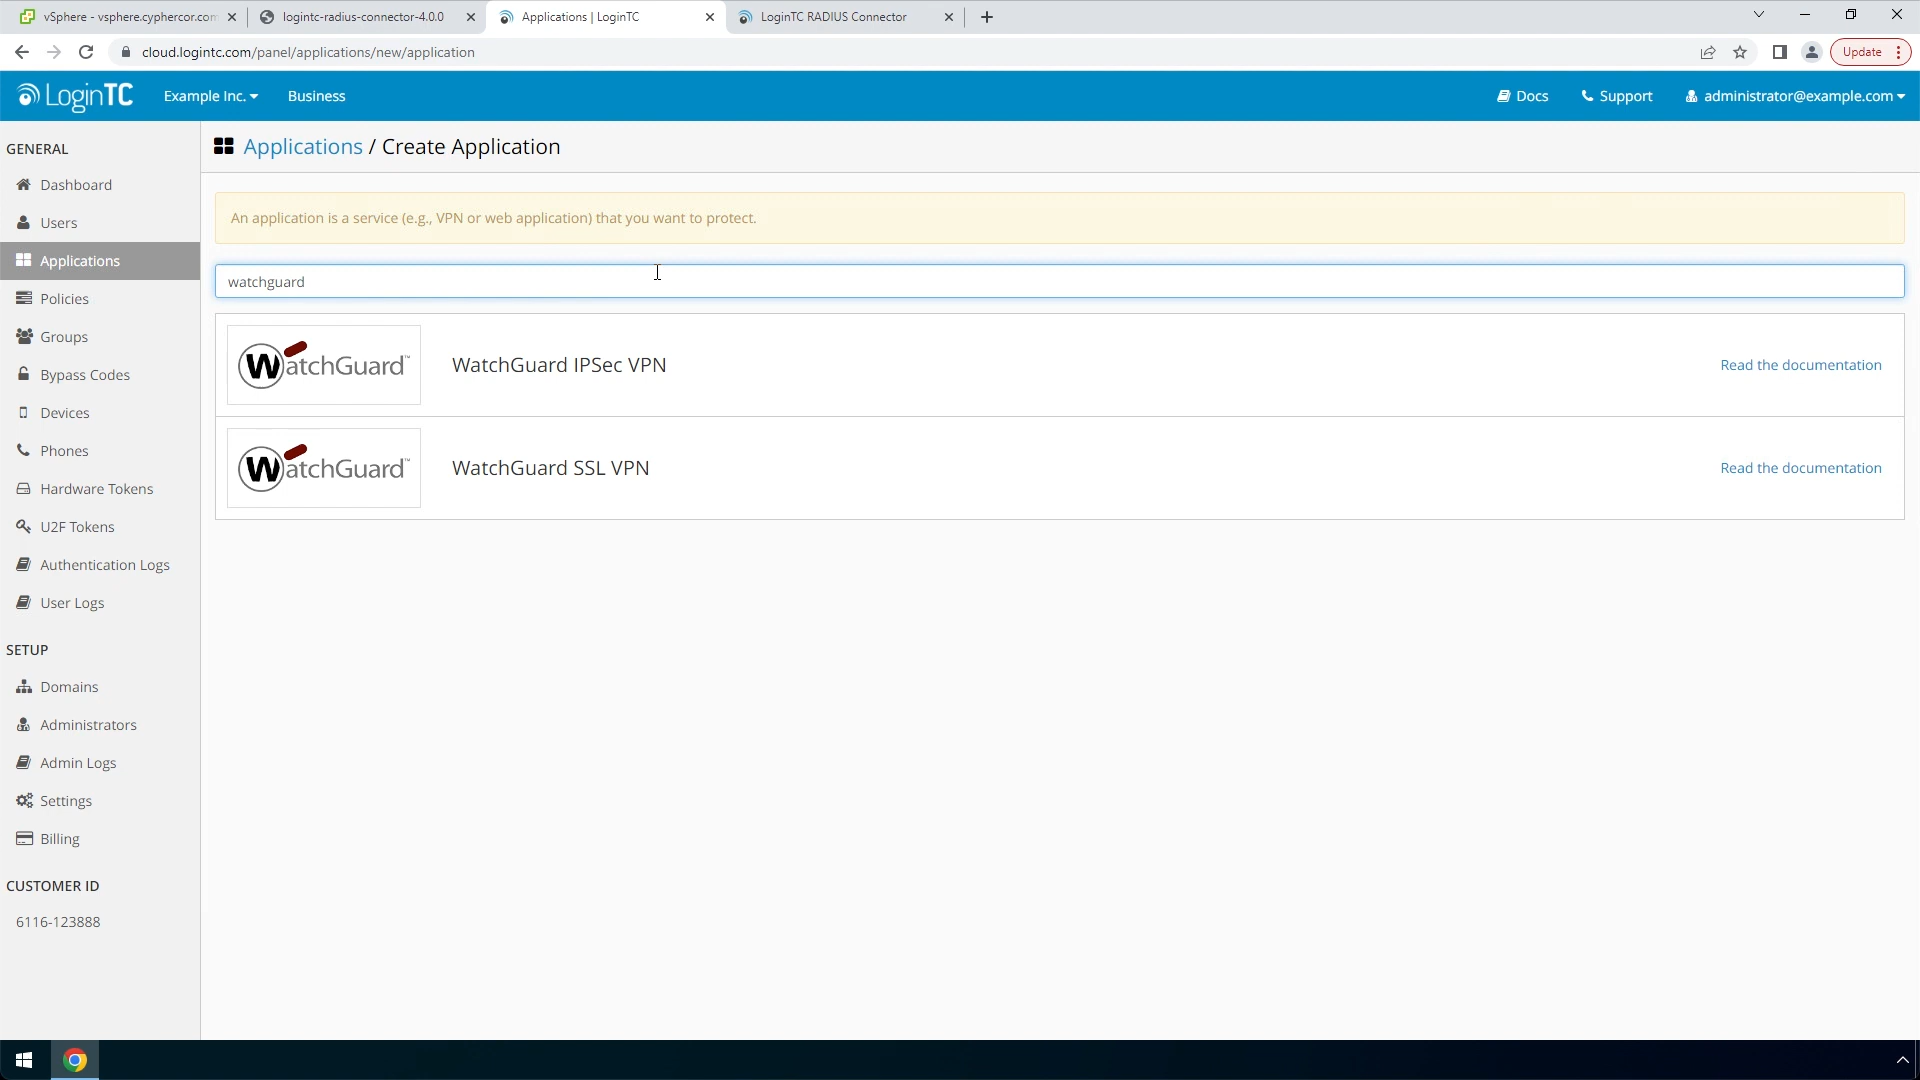 vSphere - vsphere.cyphercor.com
logintc-radius-connector-4.0.0
Applications | LoginTC
LoginTC RADIUS Connector
cloud.logintc.com/panel/applications/new/application
Update
LoginTC
Example Inc.
Business
Docs
Support
administrator@example.com
GENERAL
Dashboard
Users
Applications
Policies
Groups
Bypass Codes
Devices
Phones
Hardware Tokens
U2F Tokens
Authentication Logs
User Logs
SETUP
Domains
Administrators
Admin Logs
Settings
Billing
CUSTOMER ID
6116-123888
Applications / Create Application
An application is a service (e.g., VPN or web application) that you want to protect.
watchguard
WatchGuard™
WatchGuard IPSec VPN
Read the documentation
WatchGuard™
WatchGuard SSL VPN
Read the documentation